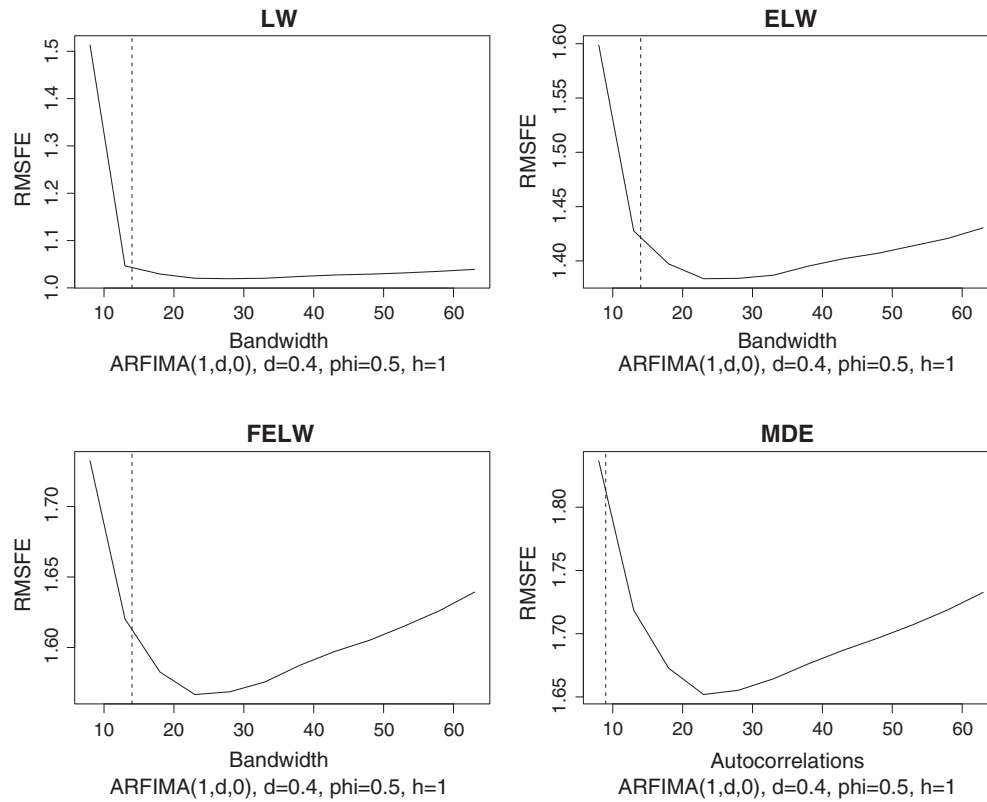 LW
RMSFE
1.5
1.4
1.3
1.2
1.1
1.0
10 20 30 40 50 60
Bandwidth
ARFIMA(1,d,0), d=0.4, phi=0.5, h=1
ELW
RMSFE
1.60
1.55
1.50
1.45
1.40
10 20 30 40 50 60
Bandwidth
ARFIMA(1,d,0), d=0.4, phi=0.5, h=1
FELW
RMSFE
1.70
1.65
1.60
10 20 30 40 50 60
Bandwidth
ARFIMA(1,d,0), d=0.4, phi=0.5, h=1
MDE
RMSFE
1.80
1.75
1.70
1.65
10 20 30 40 50 60
Autocorrelations
ARFIMA(1,d,0), d=0.4, phi=0.5, h=1